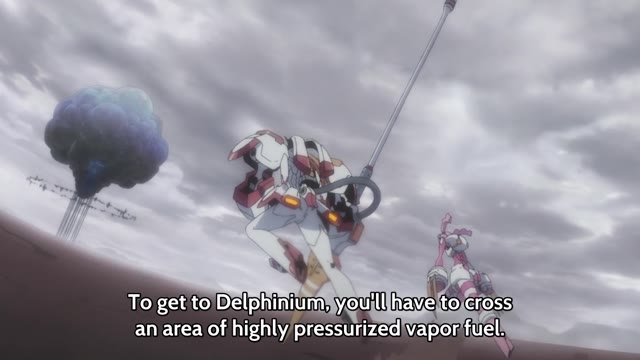 To get to Delphinium, you'll have to cross
an area of highly pressurized vapor fuel.